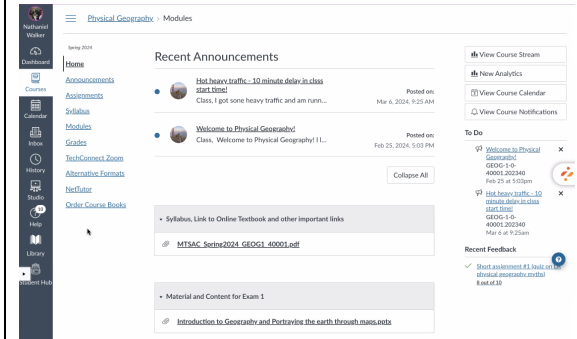 Nathaniel
Walker
Dashboard
Courses
Calendar
Inbox
History
Studio
10
Help
Library
Student Hub
Physical Geography > Modules
Spring 2024
Home
Announcements
Assignments
Syllabus
Modules
Grades
TechConnect Zoom
Alternative Formats
NetTutor
Order Course Books
Recent Announcements
Hot heavy traffic - 10 minute delay in clsss
start time!
Class, I got sone heavy traffic and am runn...
Posted on:
Mar 6, 2024, 9:25 AM
Welcome to Physical Geography!
Class, Welcome to Physical Geography! I l...
Posted on:
Feb 25, 2024, 5:03 PM
Collapse All
Syllabus, Link to Online Textbook and other important links
MTSAC_Spring2024_GEOG1_40001.pdf
Material and Content for Exam 1
Introduction to Geography and Portraying the earth through maps.pptx
View Course Stream
New Analytics
View Course Calendar
View Course Notifications
To Do
Welcome to Physical
Geography!
GEOG-1-0-
40001.202340
Feb 25 at 5:03pm
Hot heavy traffic - 10
minute delay in clsss
start time!
GEOG-1-0-
40001.202340
Mar 6 at 9:25am
Recent Feedback
Short assignment #1 (quiz on
physical geography myths)
8 out of 10